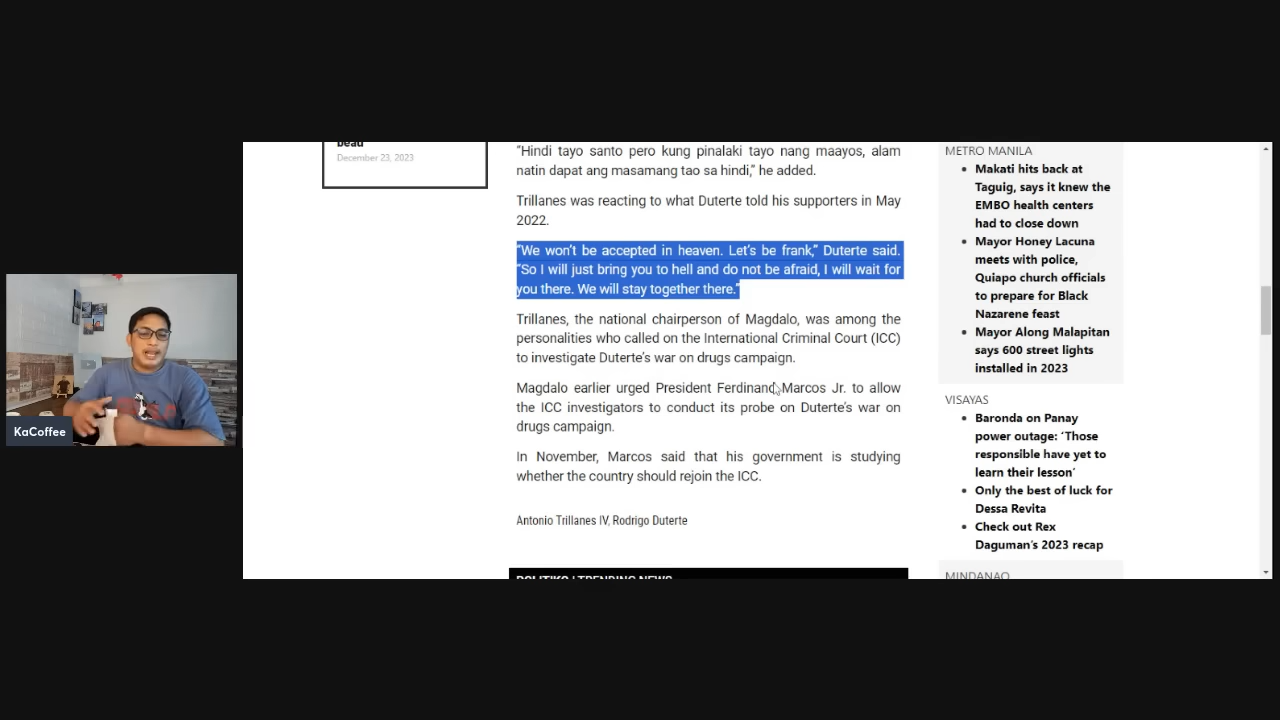 beau
December 23, 2023
"Hindi tayo santo pero kung pinalaki tayo nang maayos, alam
natin dapat ang masamang tao sa hindi," he added.
Trillanes was reacting to what Duterte told his supporters in May
2022.
"We won't be accepted in heaven. Let's be frank," Duterte said.
"So I will just bring you to hell and do not be afraid, I will wait for
you there. We will stay together there."
Trillanes, the national chairperson of Magdalo, was among the
personalities who called on the International Criminal Court (ICC)
to investigate Duterte's war on drugs campaign.
Magdalo earlier urged President Ferdinand Marcos Jr. to allow
the ICC investigators to conduct its probe on Duterte's war on
drugs campaign.
In November, Marcos said that his government is studying
whether the country should rejoin the ICC.
Antonio Trillanes IV, Rodrigo Duterte
POLITIKO | TRENDING NEWS
METRO MANILA
Makati hits back at
Taguig, says it knew the
EMBO health centers
had to close down
Mayor Honey Lacuna
meets with police,
Quiapo church officials
to prepare for Black
Nazarene feast
Mayor Along Malapitan
says 600 street lights
installed in 2023
VISAYAS
Baronda on Panay
power outage: 'Those
responsible have yet to
learn their lesson'
Only the best of luck for
Dessa Revita
Check out Rex
Daguman's 2023 recap
MINDANAO
KaCoffee